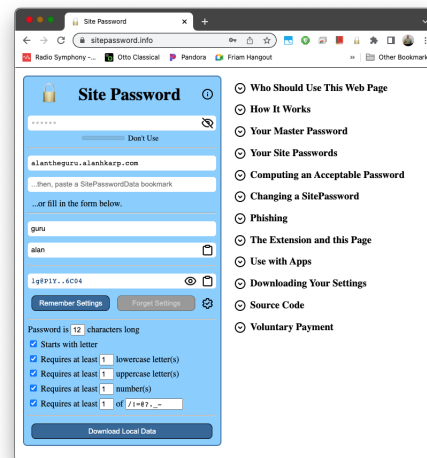 Site Password
sitepassword.info
Radio Symphony -... Otto Classical Pandora Friam Hangout » Other Bookmark
Site Password
Don't Use
alantheguru.alanhkarp.com
...then, paste a SitePasswordData bookmark
...or fill in the form below.
guru
alan
1g@P1Y..6C04
Remember Settings Forget Settings
Password is 12 characters long
Starts with letter
Requires at least 1 lowercase letter(s)
Requires at least 1 uppercase letter(s)
Requires at least 1 number(s)
Requires at least 1 of /!=@?._-
Download Local Data
Who Should Use This Web Page
How It Works
Your Master Password
Your Site Passwords
Computing an Acceptable Password
Changing a SitePassword
Phishing
The Extension and this Page
Use with Apps
Downloading Your Settings
Source Code
Voluntary Payment